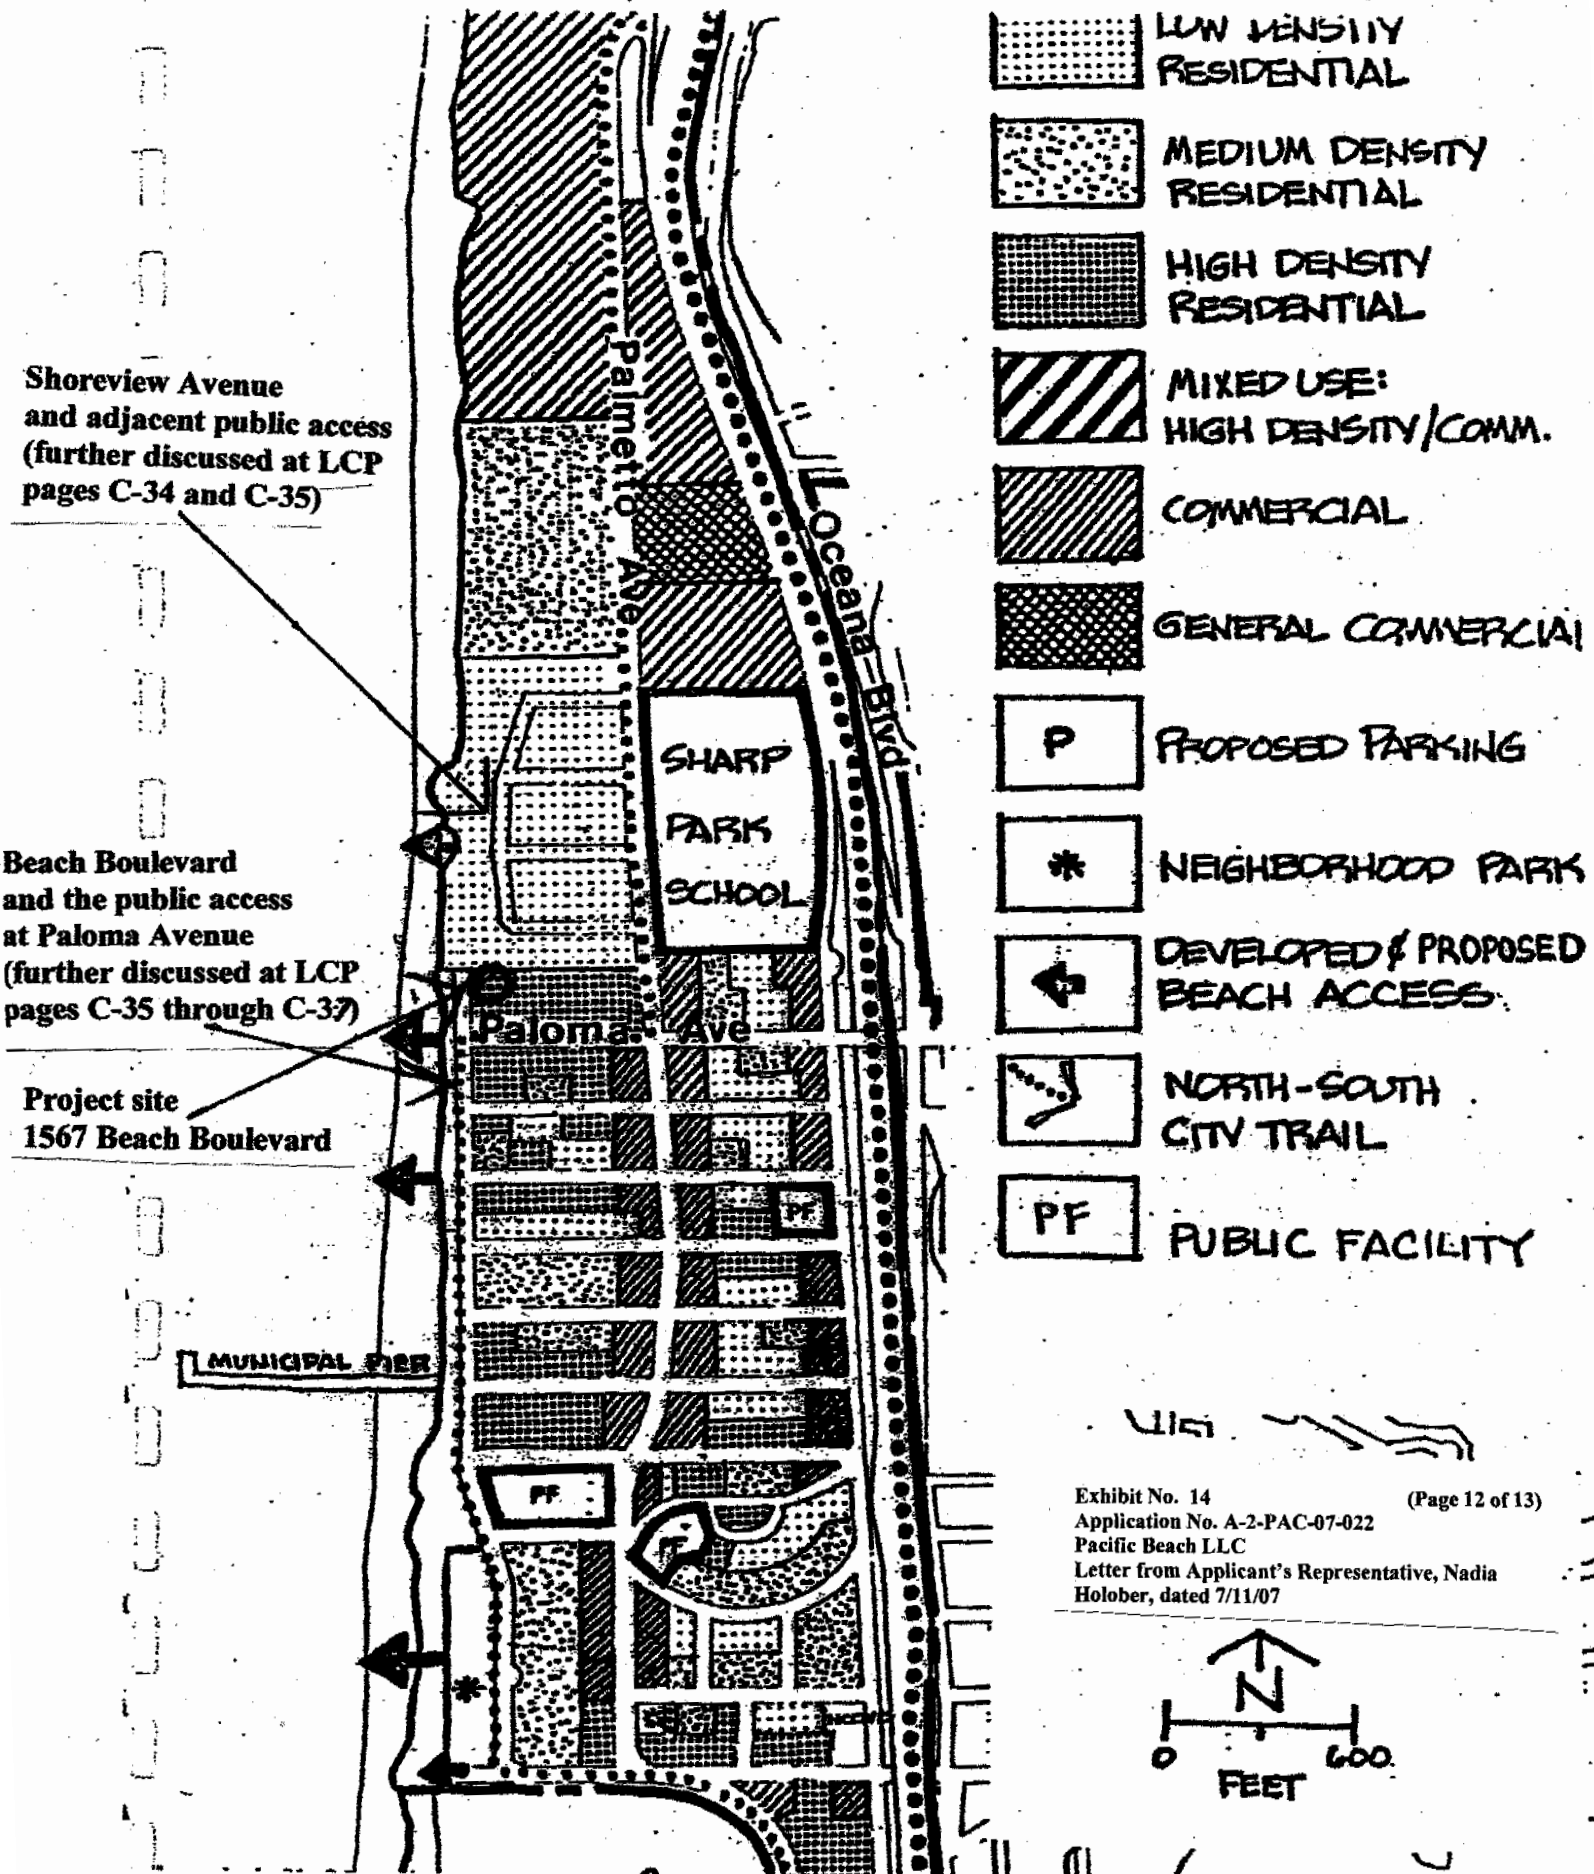 LOW DENSITY
RESIDENTIAL
MEDIUM DENSITY
RESIDENTIAL
HIGH DENSITY
RESIDENTIAL
MIXED USE:
HIGH DENSITY/COMM.
COMMERCIAL
GENERAL COMMERCIAL
P
PROPOSED PARKING
*
NEIGHBORHOOD PARK
DEVELOPED & PROPOSED
BEACH ACCESS
NORTH-SOUTH
CITY TRAIL
PF
PUBLIC FACILITY
Shoreview Avenue
and adjacent public access
(further discussed at LCP
pages C-34 and C-35)
Beach Boulevard
and the public access
at Paloma Avenue
(further discussed at LCP
pages C-35 through C-37)
Project site
1567 Beach Boulevard
Palmetto Ave
Oceana Blvd
SHARP
PARK
SCHOOL
Paloma Ave
PF
MUNICIPAL PIER
PF
PF
*
Exhibit No. 14 (Page 12 of 13)
Application No. A-2-PAC-07-022
Pacific Beach LLC
Letter from Applicant's Representative, Nadia
Holober, dated 7/11/07
N
0 600
FEET